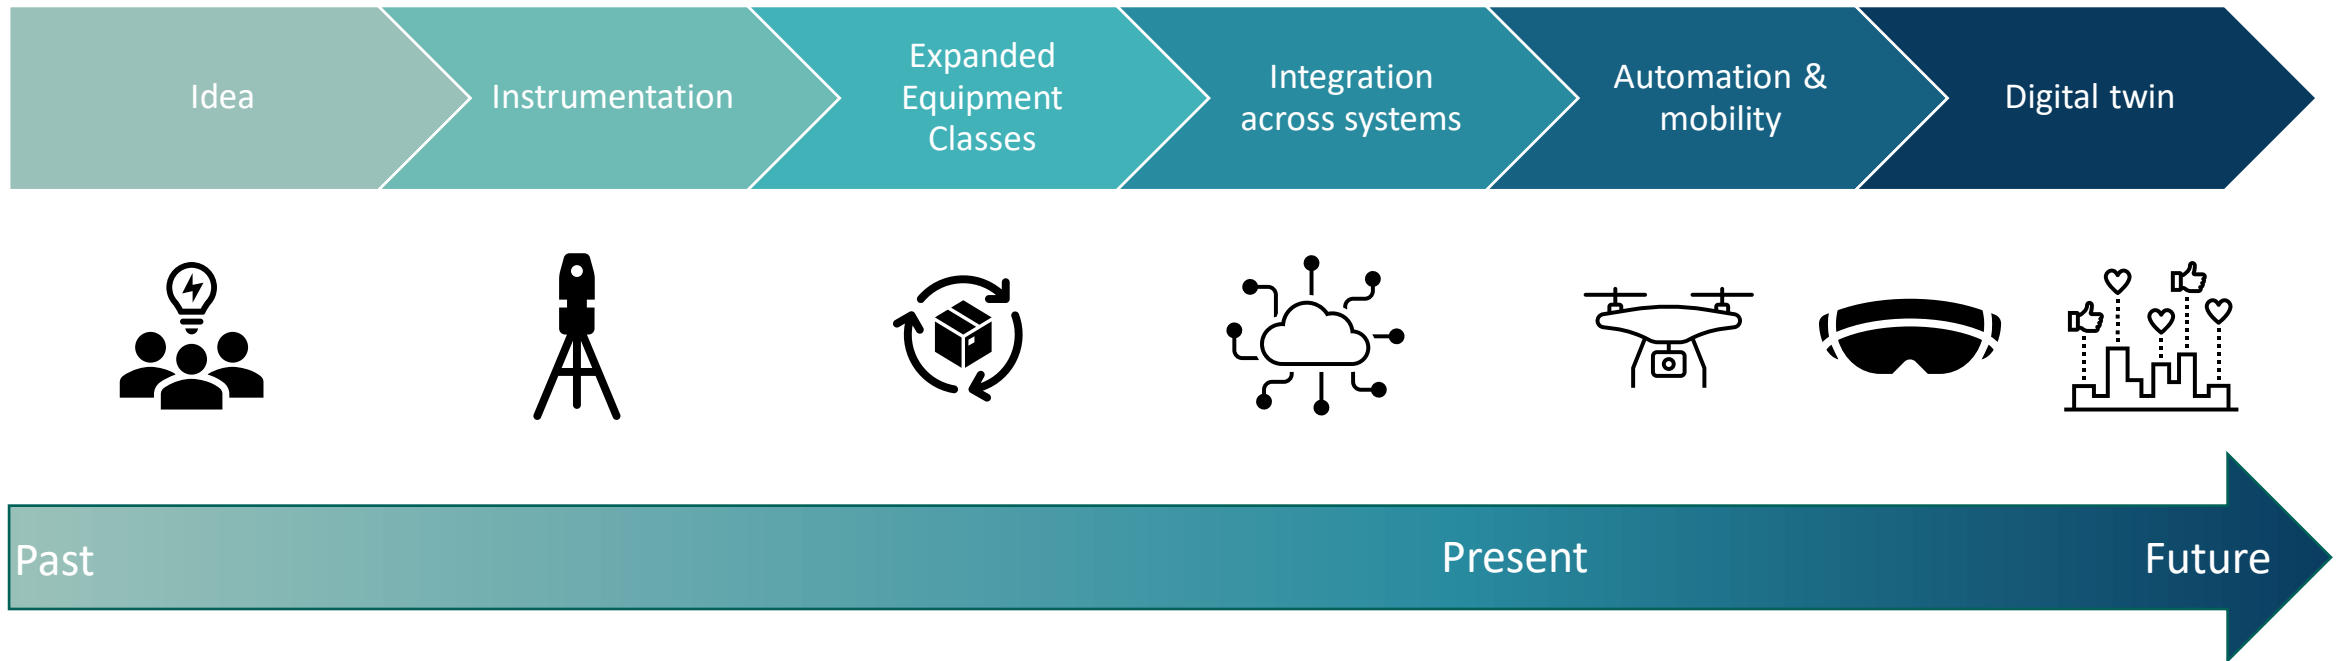 Idea
Instrumentation
Expanded
Equipment
Classes
Integration
across systems
Automation &
mobility
Digital twin
Past
Present
Future